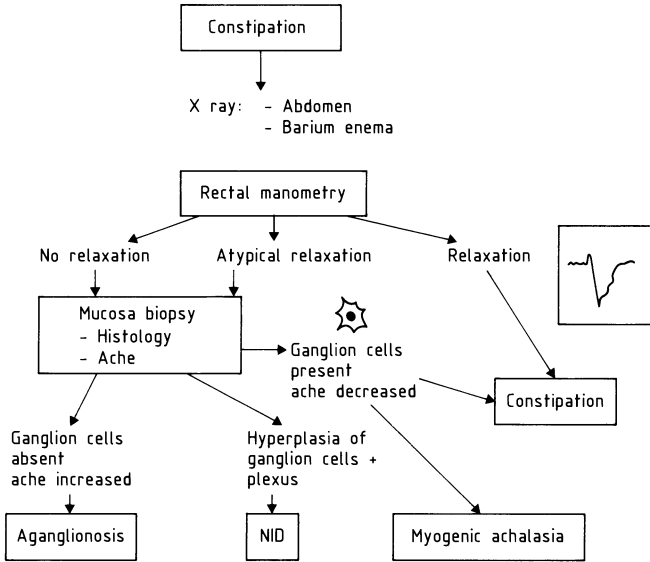 Constipation
X ray: - Abdomen
- Barium enema
Rectal manometry
No relaxation
Atypical relaxation
Relaxation
Mucosa biopsy
- Histology
- Ache
Ganglion cells
present
ache decreased
Constipation
Ganglion cells
absent
ache increased
Hyperplasia of
ganglion cells +
plexus
Aganglionosis
NID
Myogenic achalasia